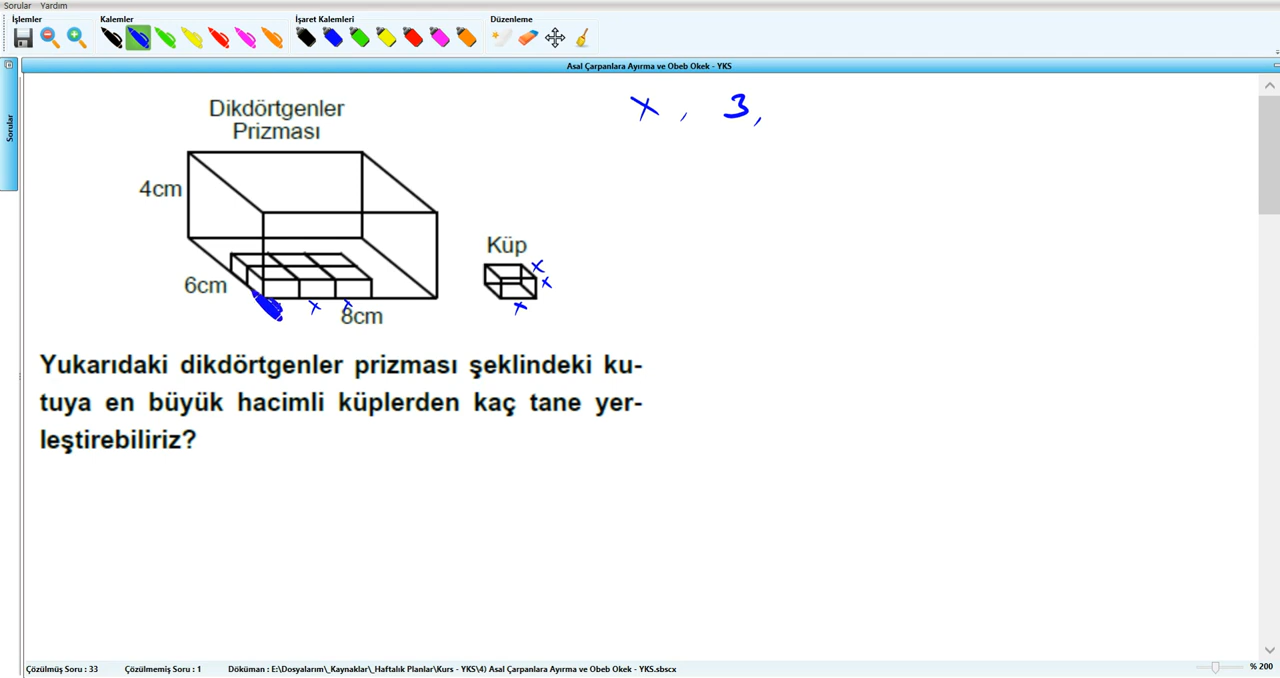 Sorular Yardım
İşlemler Kalemler İşaret Kalemleri Düzenleme
Asal Çarpanlara Ayırma ve Obeb Okek - YKS
Sorular
x , 3,
Dikdörtgenler
Prizması
4cm
Küp
x
x
6cm
x x x
8cm
Yukarıdaki dikdörtgenler prizması şeklindeki ku-
tuya en büyük hacimli küplerden kaç tane yer-
leştirebiliriz?
Çözülmüş Soru : 33 Çözülmemiş Soru : 1 Döküman : E:\Dosyalarım\_Kaynaklar\_Haftalık Planlar\Kurs - YKS\4) Asal Çarpanlara Ayırma ve Obeb Okek - YKS.sbscx % 200